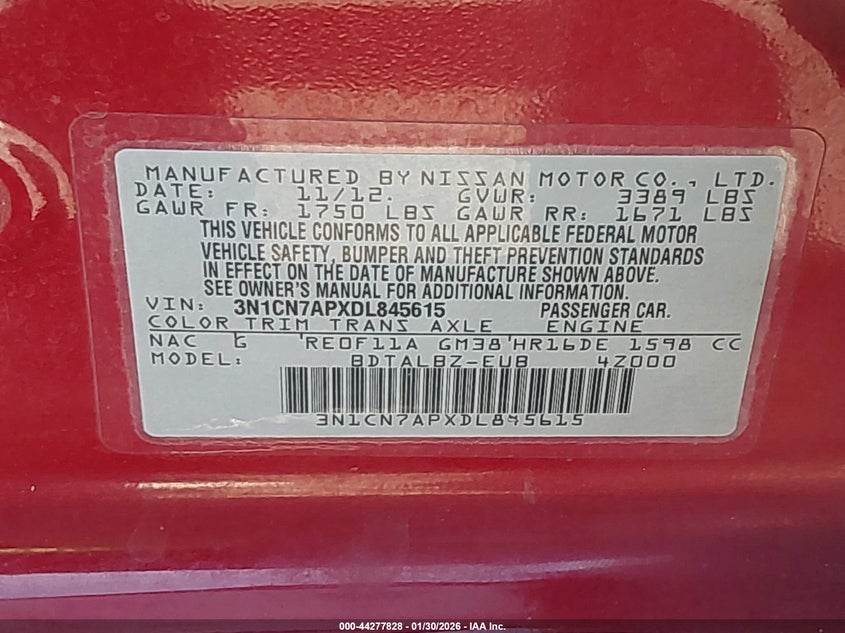 MANUFACTURED BY NISSAN MOTOR CO., LTD.
DATE: 11/12. GVWR: 3389 LBS
GAWR FR: 1750 LBS GAWR RR: 1671 LBS
THIS VEHICLE CONFORMS TO ALL APPLICABLE FEDERAL MOTOR
VEHICLE SAFETY, BUMPER AND THEFT PREVENTION STANDARDS
IN EFFECT ON THE DATE OF MANUFACTURE SHOWN ABOVE.
SEE OWNER'S MANUAL FOR ADDITIONAL INFORMATION.
VIN: 3N1CN7APXDL845615 PASSENGER CAR.
COLOR TRIM TRANS AXLE ENGINE
NAC G 'RE0F11A GM38'HR16DE 1598 CC
MODEL: BDTALBZ-EUB 4Z000
3N1CN7APXDL845615
000-44277828 - 01/30/2026 - IAA Inc.